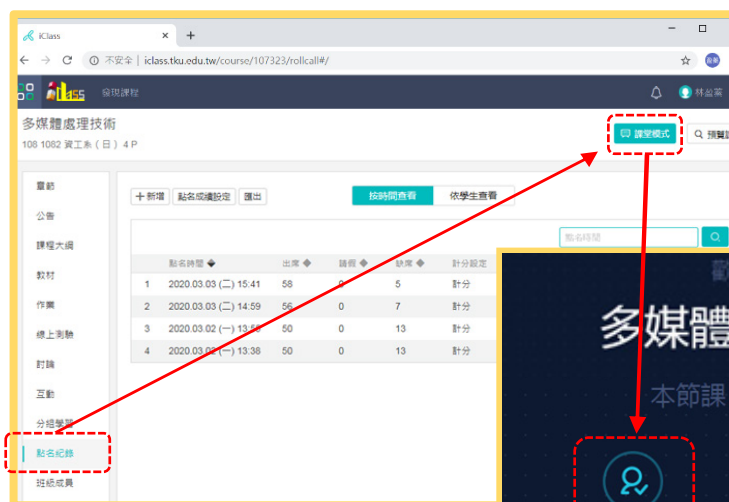 iClass
不安全 | iclass.tku.edu.tw/course/107323/rollcall#/
iClass 發現課程
多媒體處理技術
108 1082 資工系 ( 日 ) 4 P
課堂模式
章節
公告
課程大綱
教材
作業
線上測驗
討論
互動
分組學習
點名紀錄
班級成員
新增 點名成績設定 匯出 按時間查看 依學生查看
點名時間
點名時間 出席 請假 缺席 計分設定
1 2020.03.03 (二) 15:41 58 0 5 計分
2 2020.03.03 (二) 14:59 56 0 7 計分
3 2020.03.02 (一) 50 0 13 計分
4 2020.03.02 (一) 13:38 50 0 13 計分
多媒體
本節課